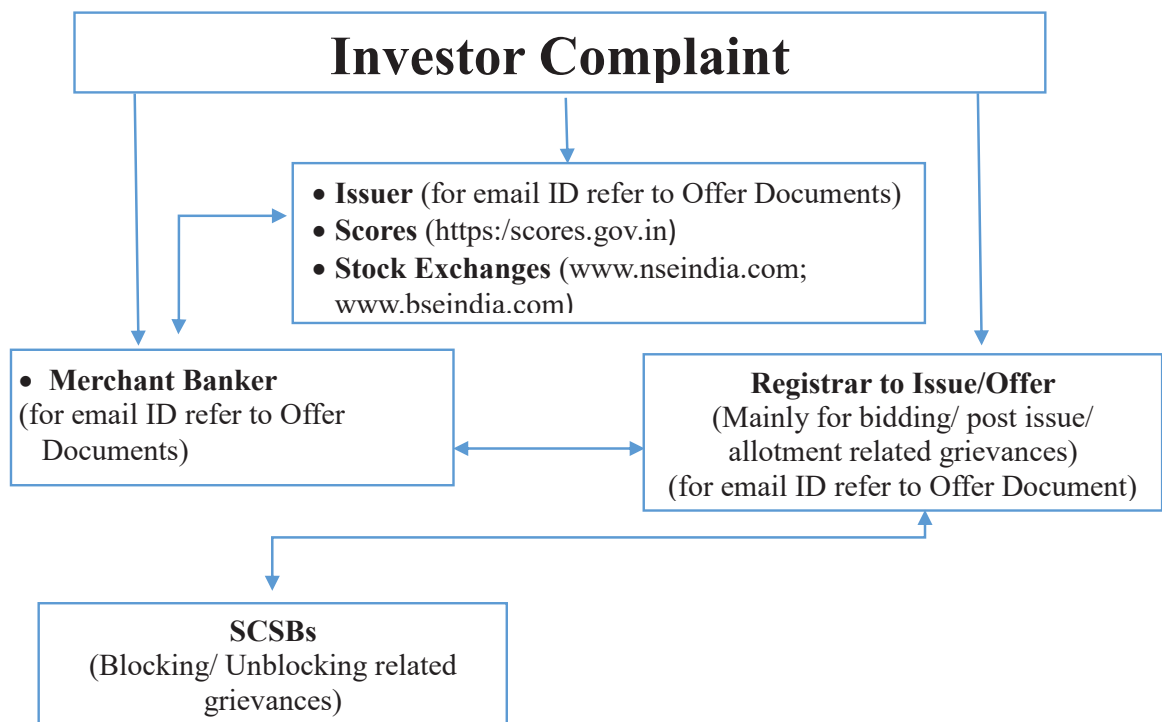 Investor Complaint
• Issuer (for email ID refer to Offer Documents)
• Scores (https:/scores.gov.in)
• Stock Exchanges (www.nseindia.com;
www.bseindia.com)
• Merchant Banker
(for email ID refer to Offer
Documents)
Registrar to Issue/Offer
(Mainly for bidding/ post issue/
allotment related grievances)
(for email ID refer to Offer Document)
SCSBs
(Blocking/ Unblocking related
grievances)